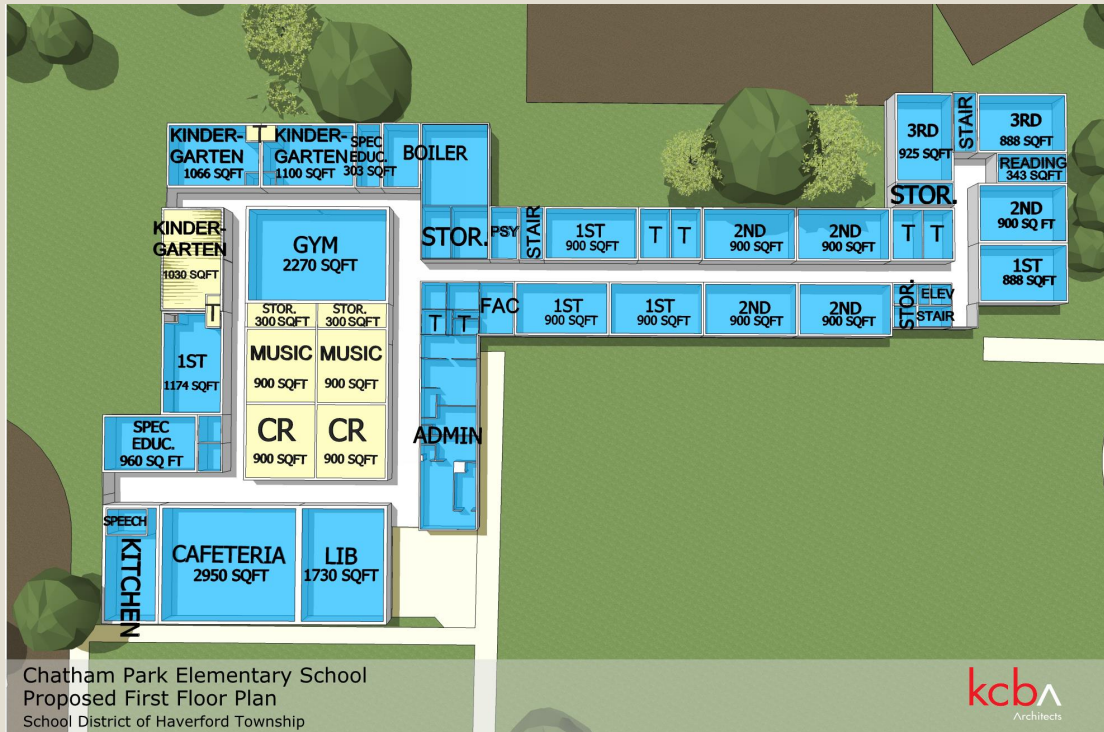 KINDER-
GARTEN
1066 SQFT
T
KINDER-
GARTEN
1100 SQFT
SPEC
EDUC.
303 SQFT
BOILER
3RD
925 SQFT
STAIR
3RD
888 SQFT
READING
343 SQFT
KINDER-
GARTEN
1030 SQFT
T
GYM
2270 SQFT
STOR.
PSY
STAIR
1ST
900 SQFT
T
T
2ND
900 SQFT
2ND
900 SQFT
STOR.
T
T
2ND
900 SQ FT
1ST
888 SQFT
STOR.
300 SQFT
STOR.
300 SQFT
T
T
FAC
1ST
900 SQFT
1ST
900 SQFT
2ND
900 SQFT
2ND
900 SQFT
STOR.
ELEV
STAIR
1ST
1174 SQFT
MUSIC
900 SQFT
MUSIC
900 SQFT
SPEC
EDUC.
960 SQ FT
CR
900 SQFT
CR
900 SQFT
ADMIN
SPEECH
KITCHEN
CAFETERIA
2950 SQFT
LIB
1730 SQFT
Chatham Park Elementary School
Proposed First Floor Plan
School District of Haverford Township
kcba
Architects